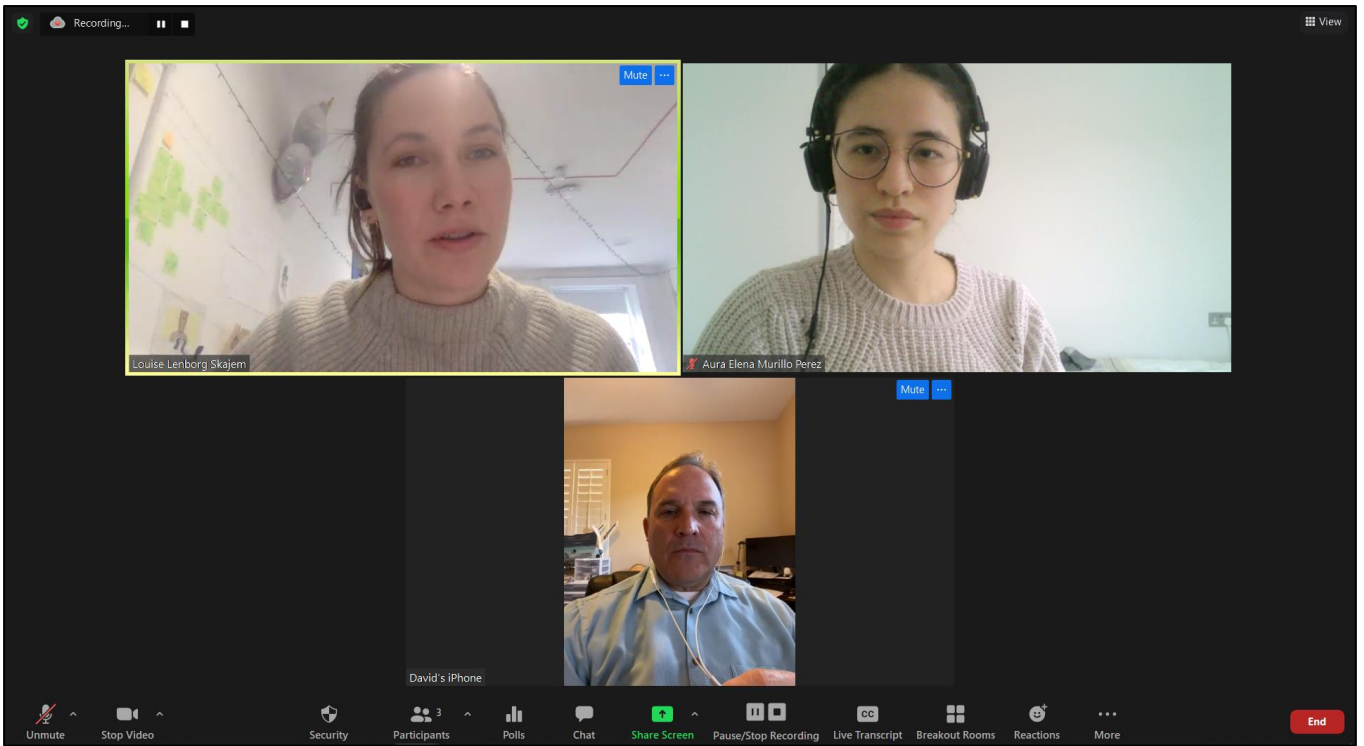 Recording...
View
Mute ...
Louise Lenborg Skajem
Aura Elena Murillo Perez
Mute ...
David's iPhone
3
CC
Unmute
Stop Video
Security
Participants
Polls
Chat
Share Screen
Pause/Stop Recording
Live Transcript
Breakout Rooms
Reactions
More
End